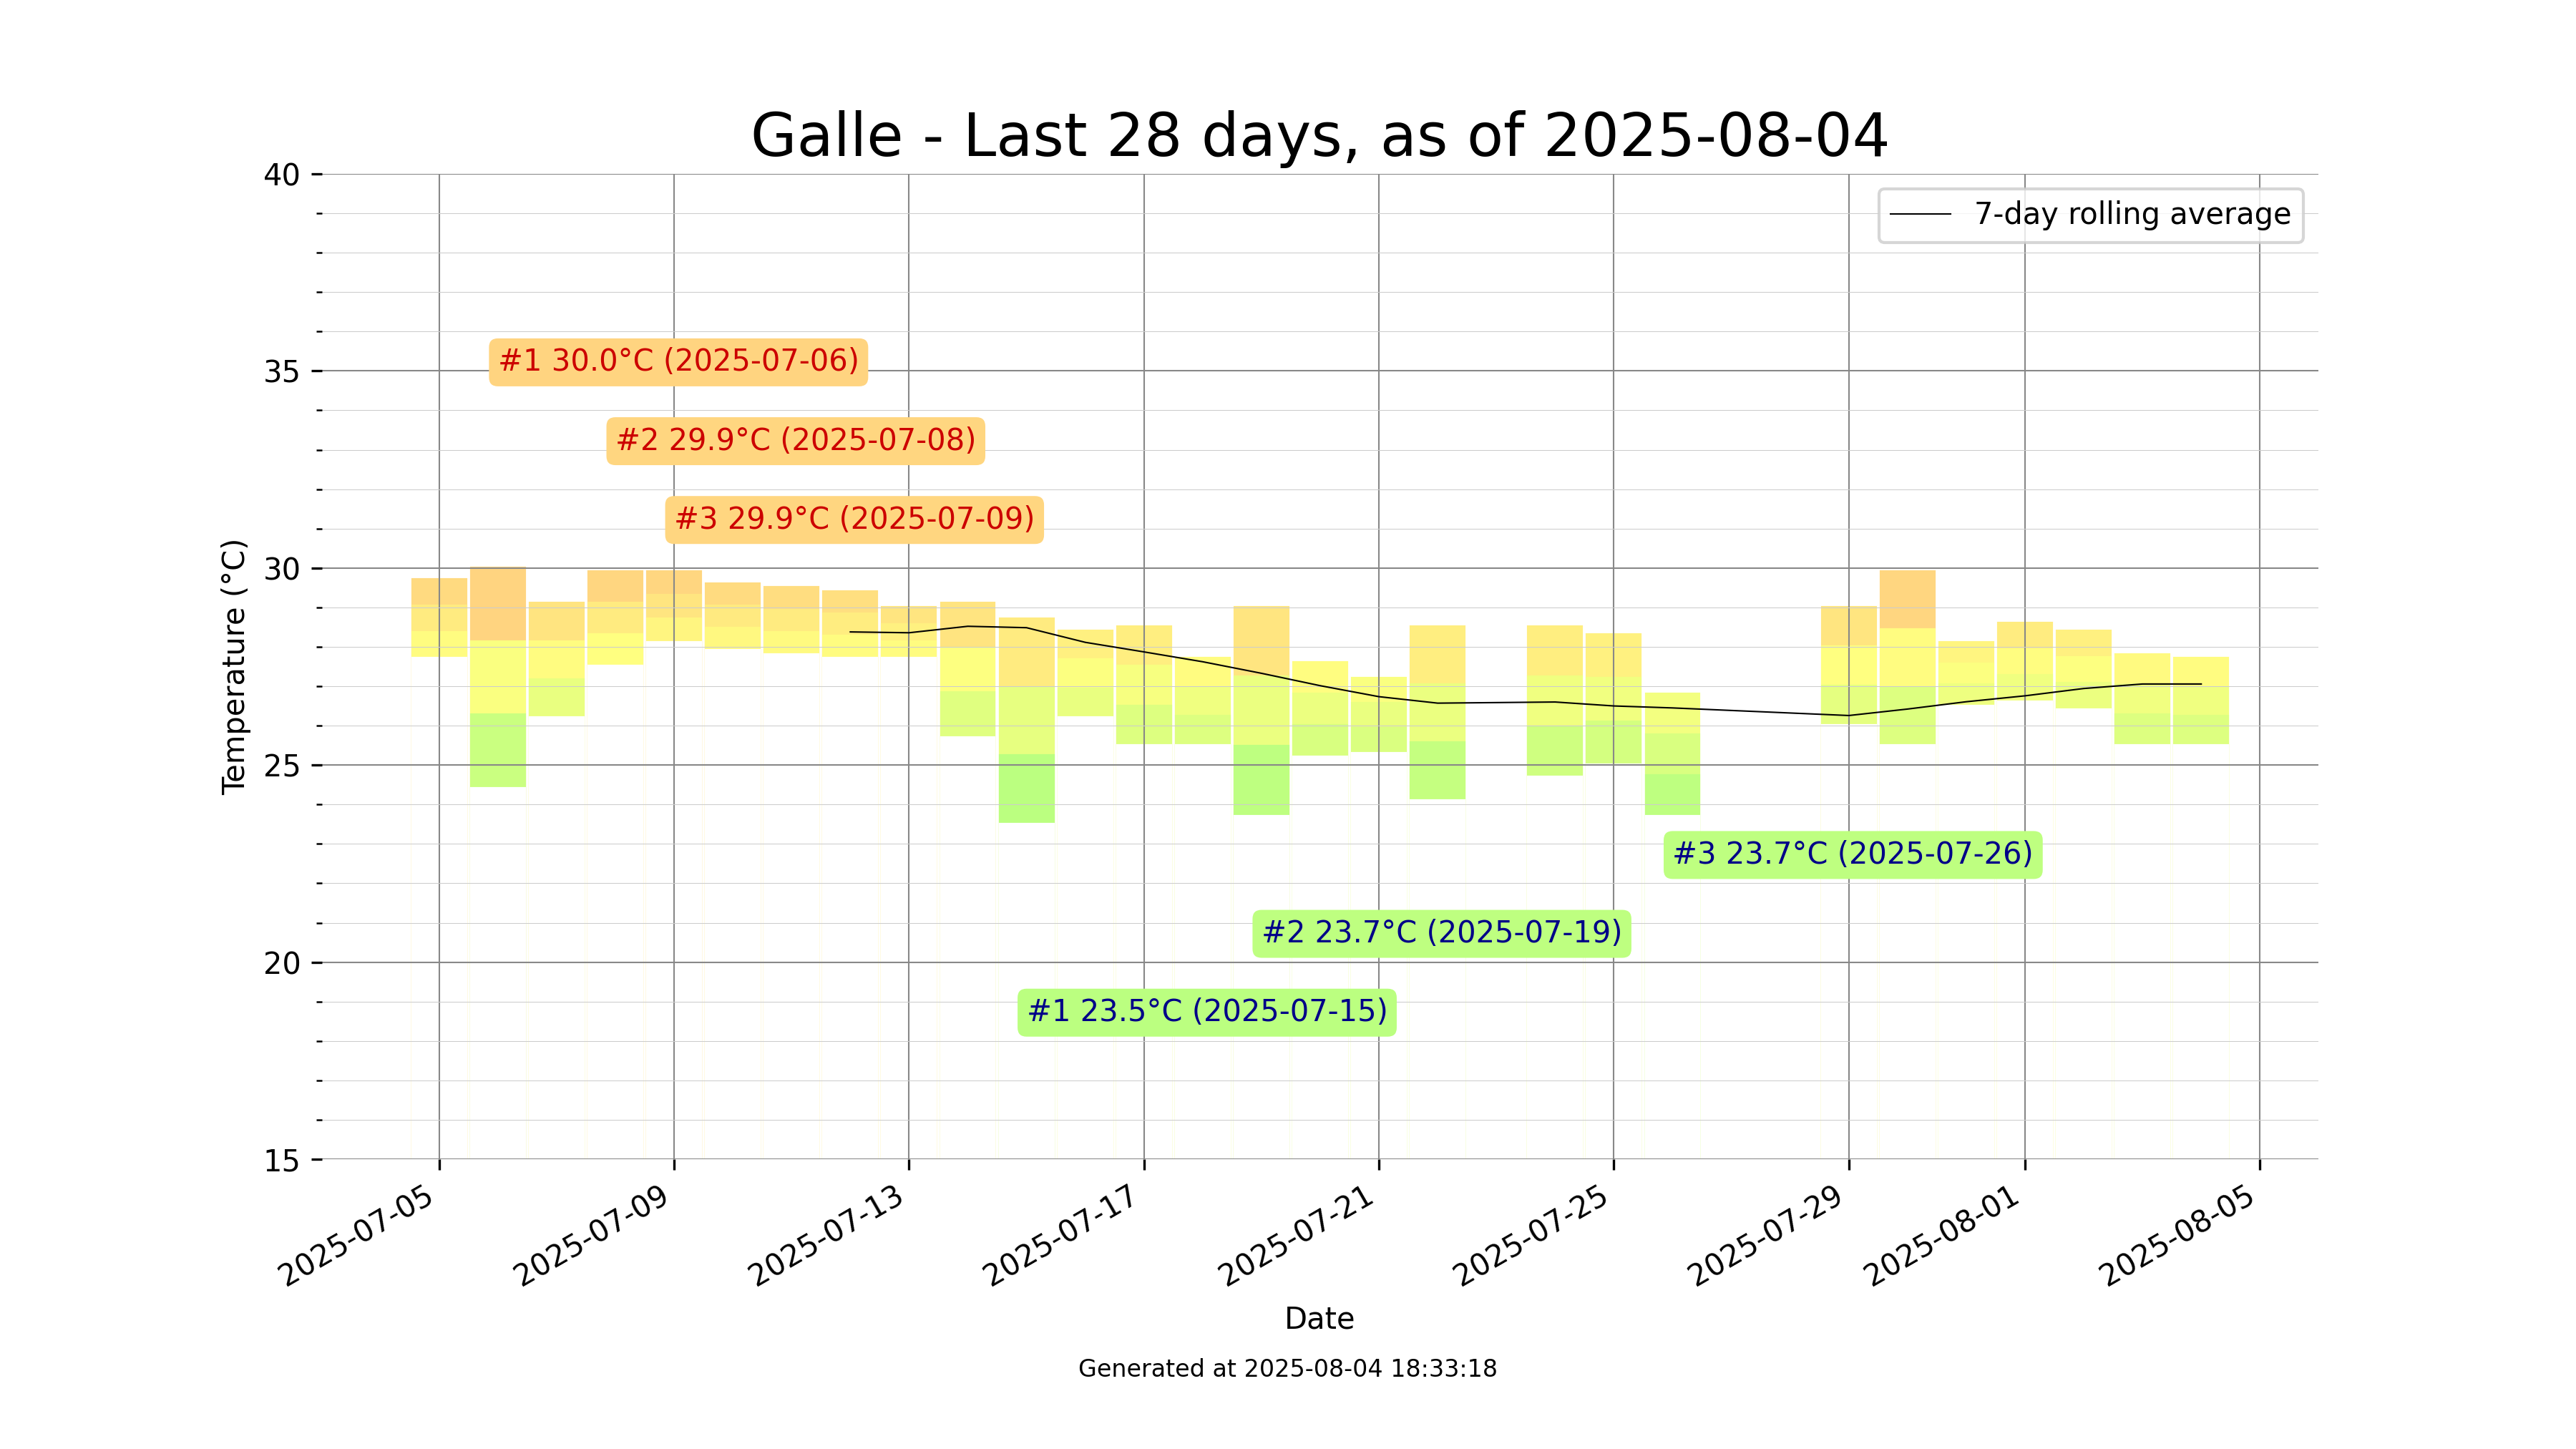 Galle - Last 28 days, as of 2025-08-04
40
7-day rolling average
#1 30.0°C (2025-07-06)
35
#2 29.9°C (2025-07-08)
#3 29.9°C (2025-07-09)
30
Temperature (°C)
25
#3 23.7°C (2025-07-26)
#2 23.7°C (2025-07-19)
20
#1 23.5°C (2025-07-15)
15
2025-07-05
2025-07-09
2025-07-13
2025-07-17
2025-07-21
2025-07-25
2025-07-29
2025-08-01
2025-08-05
Date
Generated at 2025-08-04 18:33:18